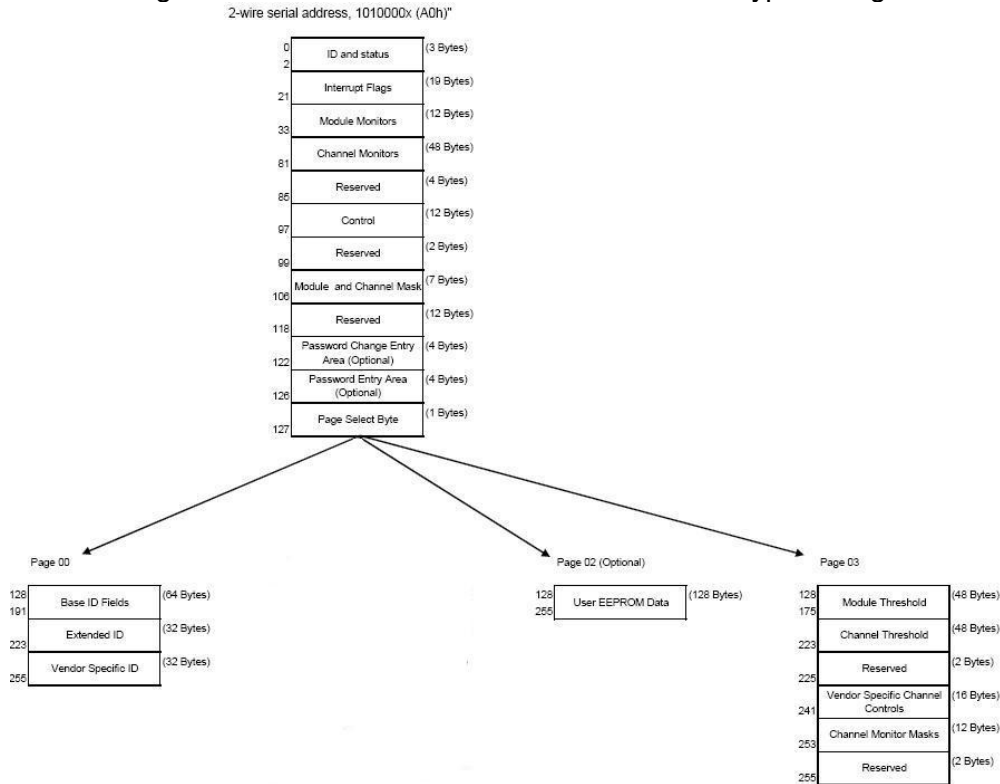 2-wire serial address, 1010000x (A0h)"
0
2
ID and status
(3 Bytes)
21
Interrupt Flags
(19 Bytes)
33
Module Monitors
(12 Bytes)
81
Channel Monitors
(48 Bytes)
85
Reserved
(4 Bytes)
97
Control
(12 Bytes)
99
Reserved
(2 Bytes)
106
Module and Channel Mask
(7 Bytes)
118
Reserved
(12 Bytes)
122
Password Change Entry
Area (Optional)
(4 Bytes)
126
Password Entry Area
(Optional)
(4 Bytes)
127
Page Select Byte
(1 Bytes)
Page 00
128
191
Base ID Fields
(64 Bytes)
223
Extended ID
(32 Bytes)
255
Vendor Specific ID
(32 Bytes)
Page 02 (Optional)
128
255
User EEPROM Data
(128 Bytes)
Page 03
128
175
Module Threshold
(48 Bytes)
223
Channel Threshold
(48 Bytes)
225
Reserved
(2 Bytes)
241
Vendor Specific Channel
Controls
(16 Bytes)
253
Channel Monitor Masks
(12 Bytes)
255
Reserved
(2 Bytes)